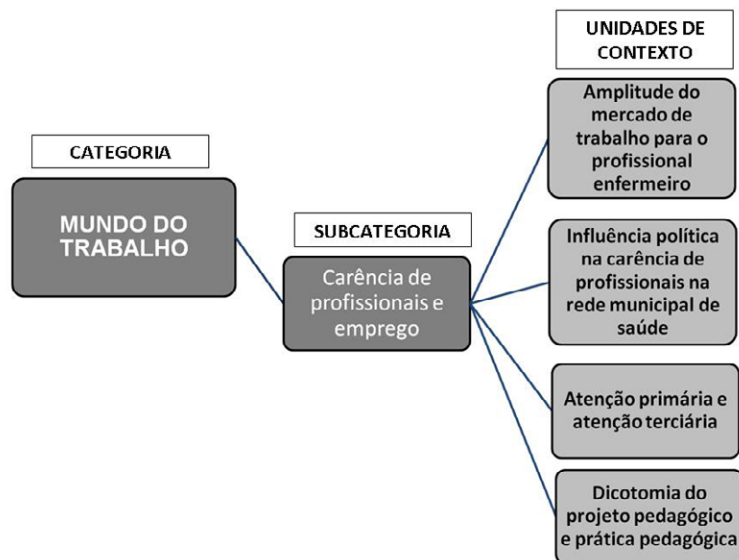 CATEGORIA
MUNDO DO
TRABALHO
SUBCATEGORIA
Carência de
profissionais e
emprego
UNIDADES DE
CONTEXTO
Amplitude do
mercado de
trabalho para o
profissional
enfermeiro
Influência política
na carência de
profissionais na
rede municipal de
saúde
Atenção primária e
atenção terciária
Dicotomia do
projeto pedagógico
e prática pedagógica